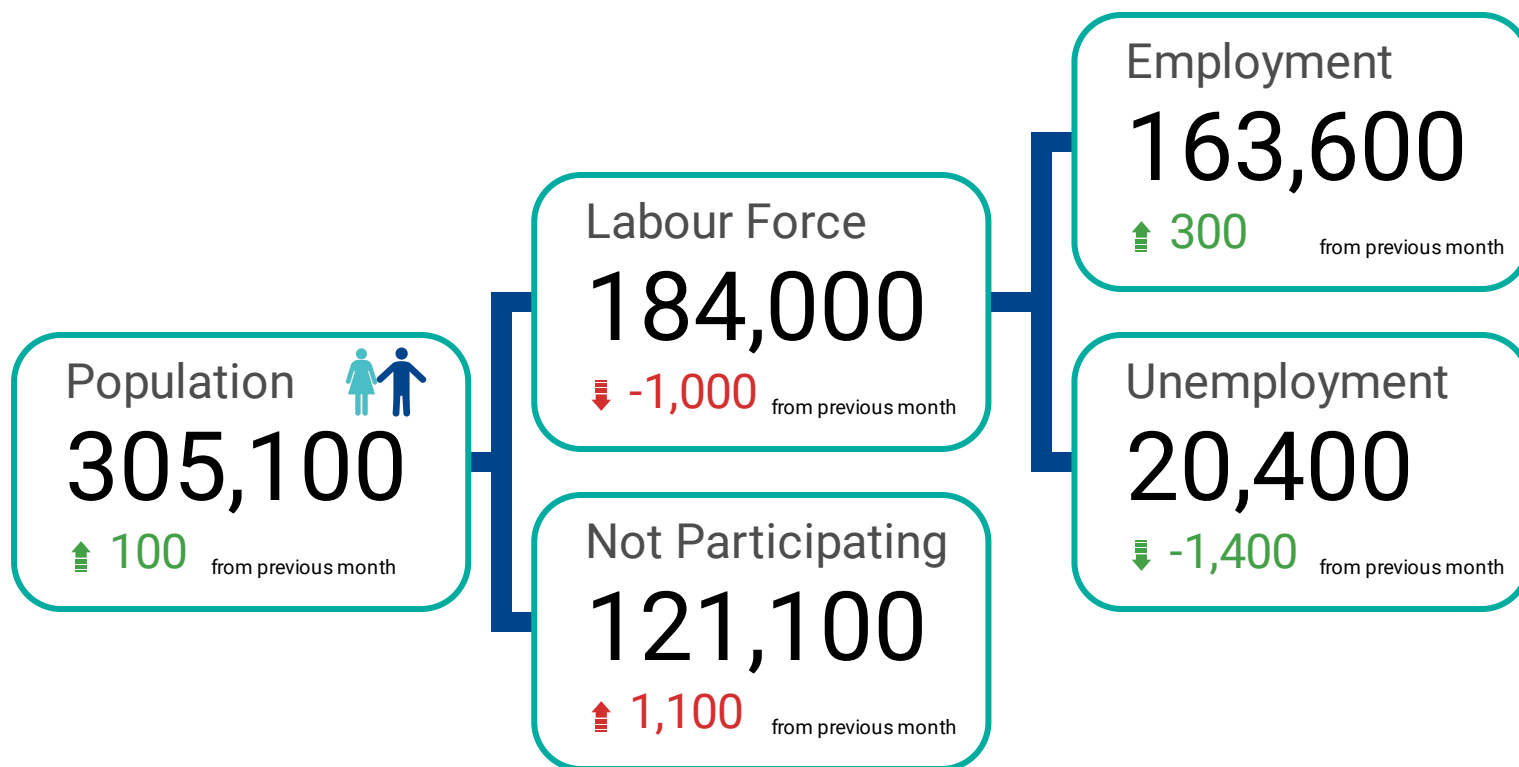 Population
305,100
100 from previous month
Labour Force
184,000
-1,000 from previous month
Not Participating
121,100
1,100 from previous month
Employment
163,600
300 from previous month
Unemployment
20,400
-1,400 from previous month